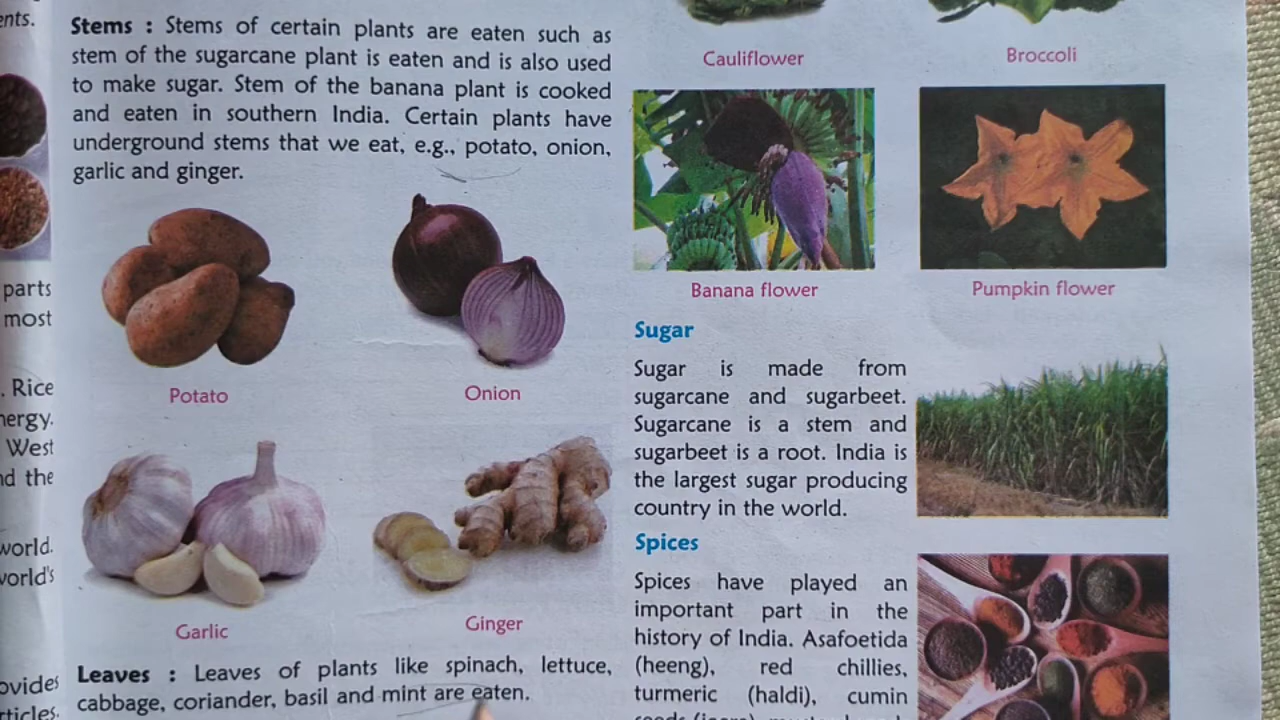 ents.
parts
most
. Rice
nergy.
West
nd the
world.
world's
ovides
rticles.
Stems : Stems of certain plants are eaten such as
stem of the sugarcane plant is eaten and is also used
to make sugar. Stem of the banana plant is cooked
and eaten in southern India. Certain plants have
underground stems that we eat, e.g., potato, onion,
garlic and ginger.
Potato
Onion
Garlic
Ginger
Leaves : Leaves of plants like spinach, lettuce,
cabbage, coriander, basil and mint are eaten.
Cauliflower
Broccoli
Banana flower
Pumpkin flower
Sugar
Sugar is made from
sugarcane and sugarbeet.
Sugarcane is a stem and
sugarbeet is a root. India is
the largest sugar producing
country in the world.
Spices
Spices have played an
important part in the
history of India. Asafoetida
(heeng), red chillies,
turmeric (haldi), cumin